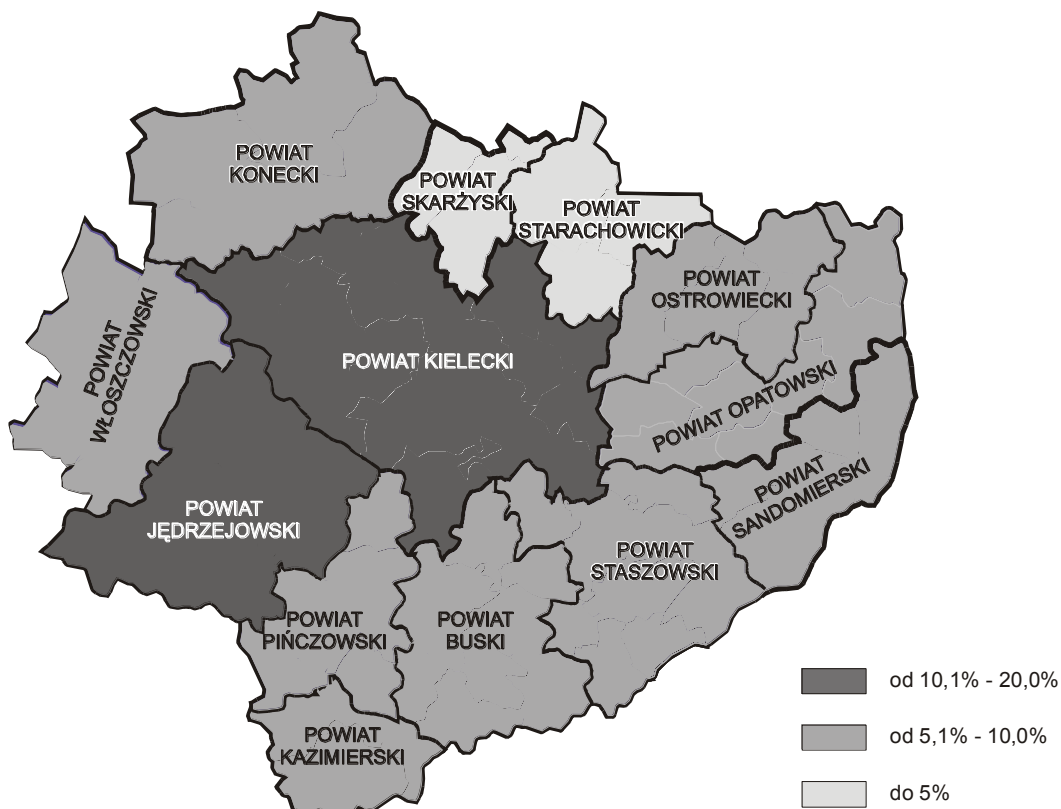 POWIAT
KONECKI
POWIAT
SKARŻYSKI
POWIAT
STARACHOWICKI
POWIAT
OSTROWIECKI
POWIAT
WŁOSZCZOWSKI
POWIAT KIELECKI
POWIAT OPATOWSKI
POWIAT
SANDOMIERSKI
POWIAT
JĘDRZEJOWSKI
POWIAT
STASZOWSKI
POWIAT
PIŃCZOWSKI
POWIAT
BUSKI
POWIAT
KAZIMIERSKI
od 10,1% - 20,0%
od 5,1% - 10,0%
do 5%